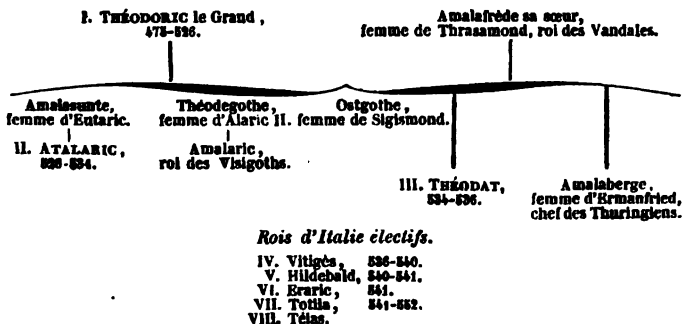 I. THÉODORIC le Grand,
475-526.
Amalafrède sa sœur,
femme de Thrasamond, roi des Vandales.
Amalasunte,
femme d'Eutaric.
II. ATALARIC,
526-534.
Théodegothe,
femme d'Alaric II.
Amalaric,
roi des Visigoths.
Ostgothe,
femme de Sigismond.
III. THÉODAT,
534-536.
Amalaberge,
femme d'Ermanfried,
chef des Thuringiens.
Rois d'Italie électifs.
IV. Vitigès, 536-540.
V. Hildebald, 540-541.
VI. Eraric, 541.
VII. Totila, 541-552.
VIII. Téias.